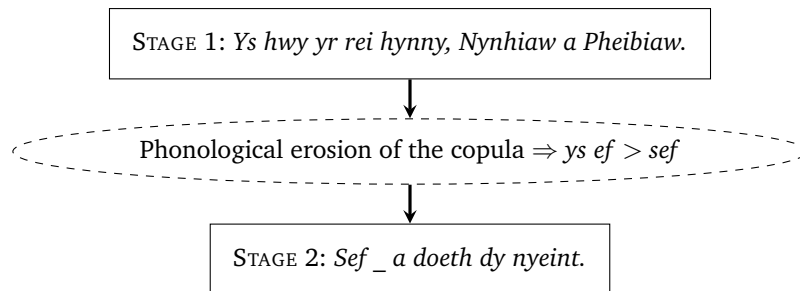 STAGE 1: Ys hwy yr rei hynny, Nynhiaw a Pheibiaw.
Phonological erosion of the copula ⇒ ys ef > sef
STAGE 2: Sef _ a doeth dy nyeint.